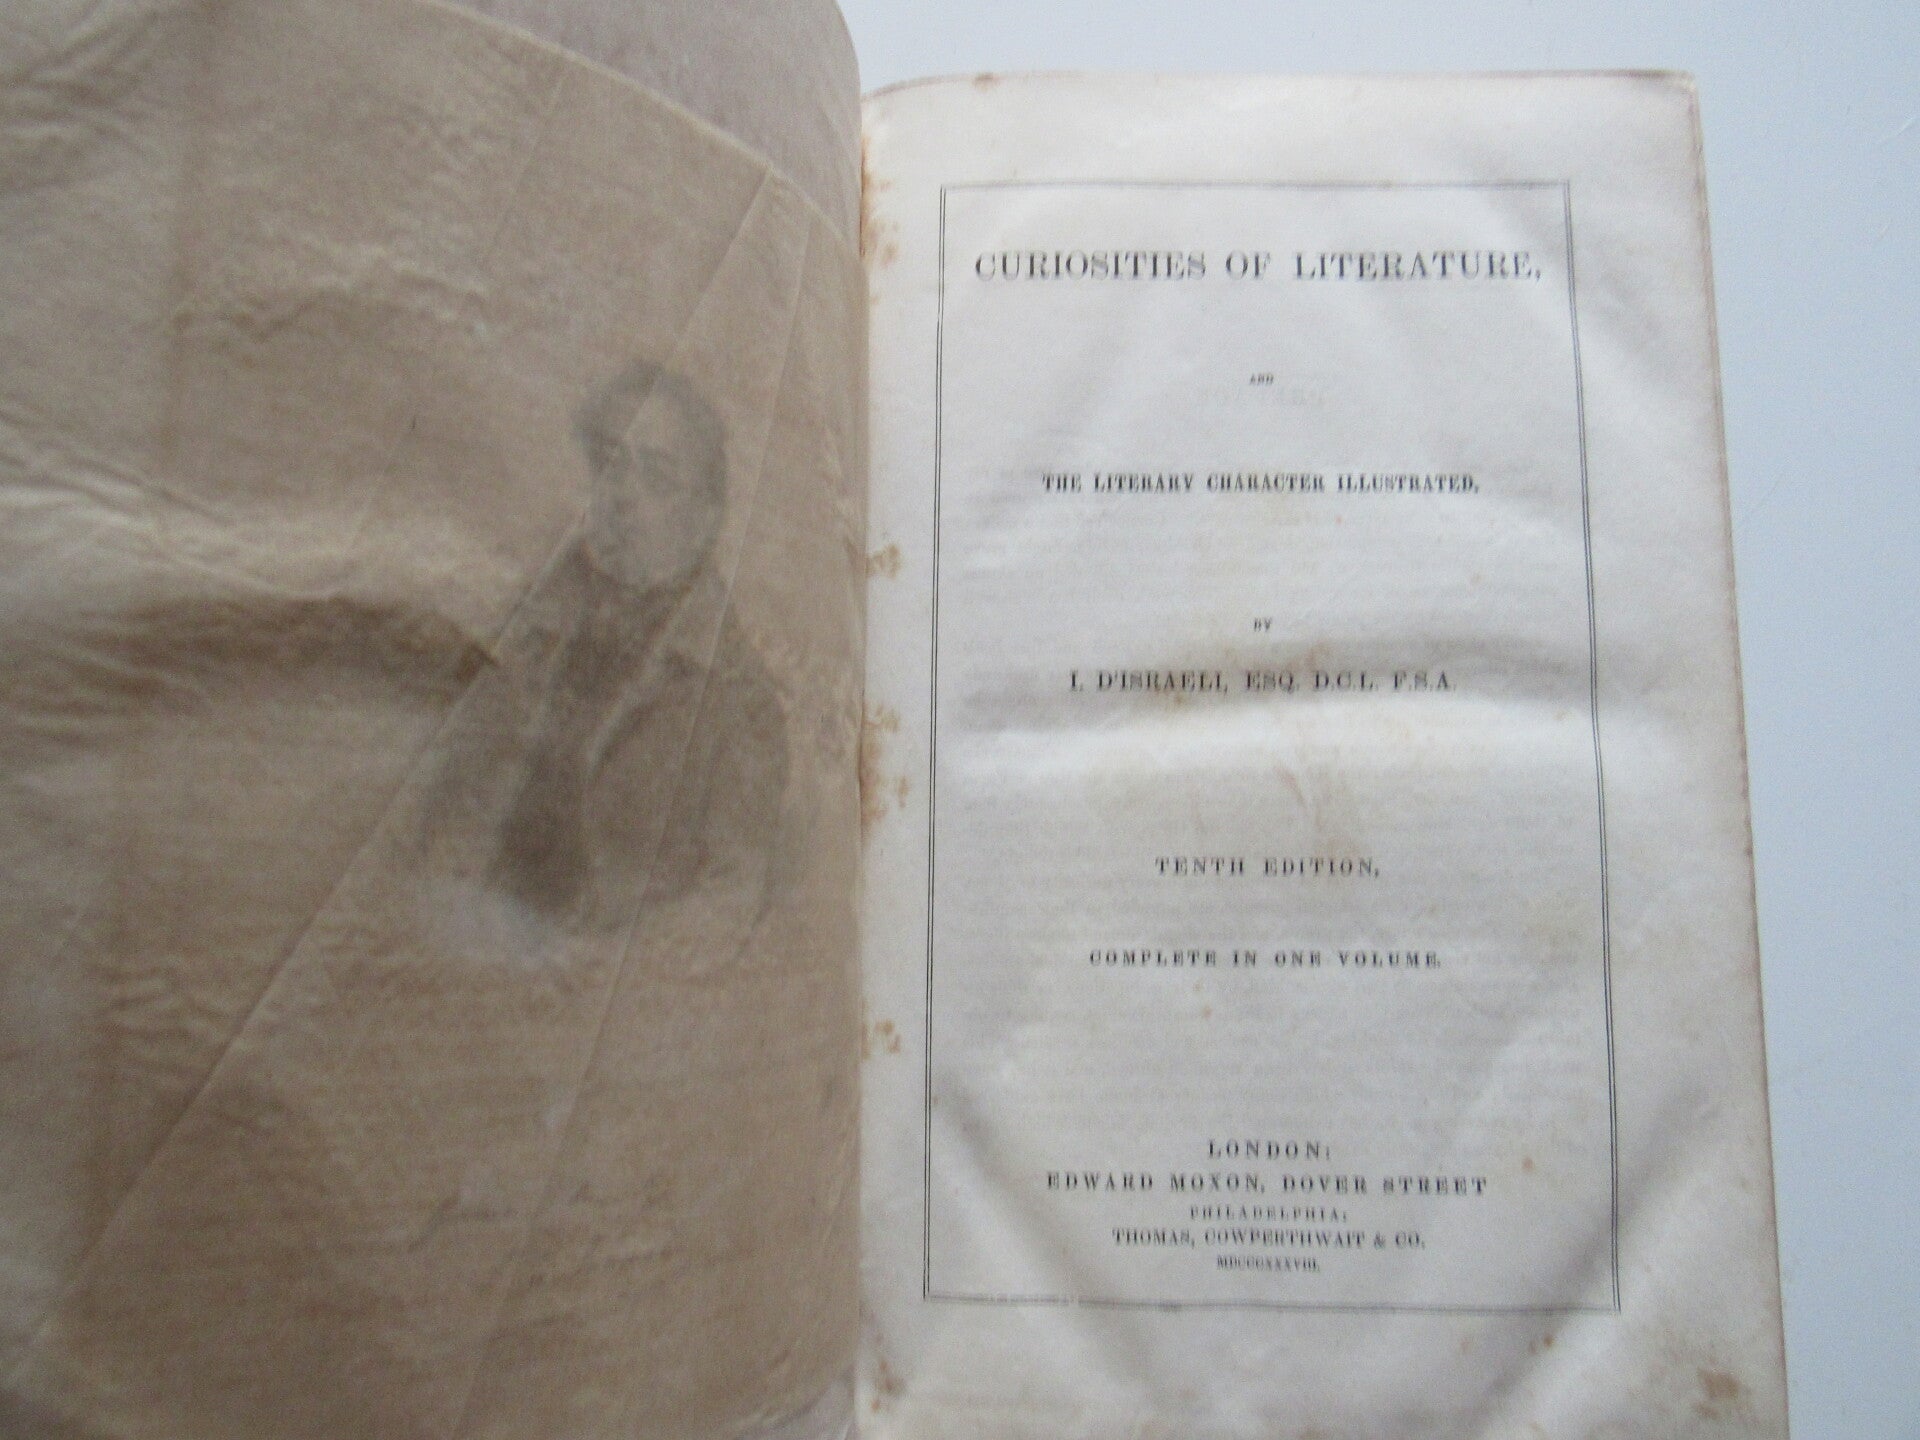 CURIOSITIES OF LITERATURE,
AND
THE LITERARY CHARACTER ILLUSTRATED,
BY
I. D'ISRAELI, ESQ. D.C.L. F.S.A.
TENTH EDITION,
COMPLETE IN ONE VOLUME.
LONDON:
EDWARD MOXON, DOVER STREET
PHILADELPHIA:
THOMAS, COWPERTHWAIT & CO.
MDCCCXXXVIII.